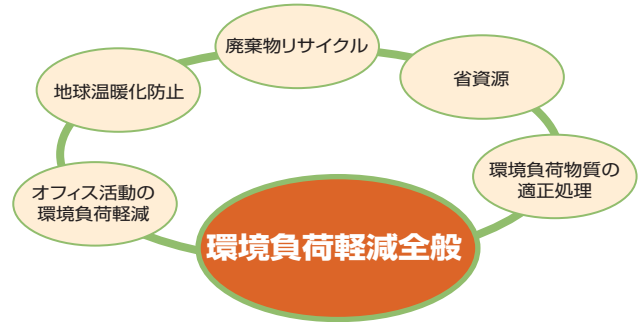 廃棄物リサイクル
地球温暖化防止
省資源
環境負荷物質の
適正処理
オフィス活動の
環境負荷軽減
環境負荷軽減全般